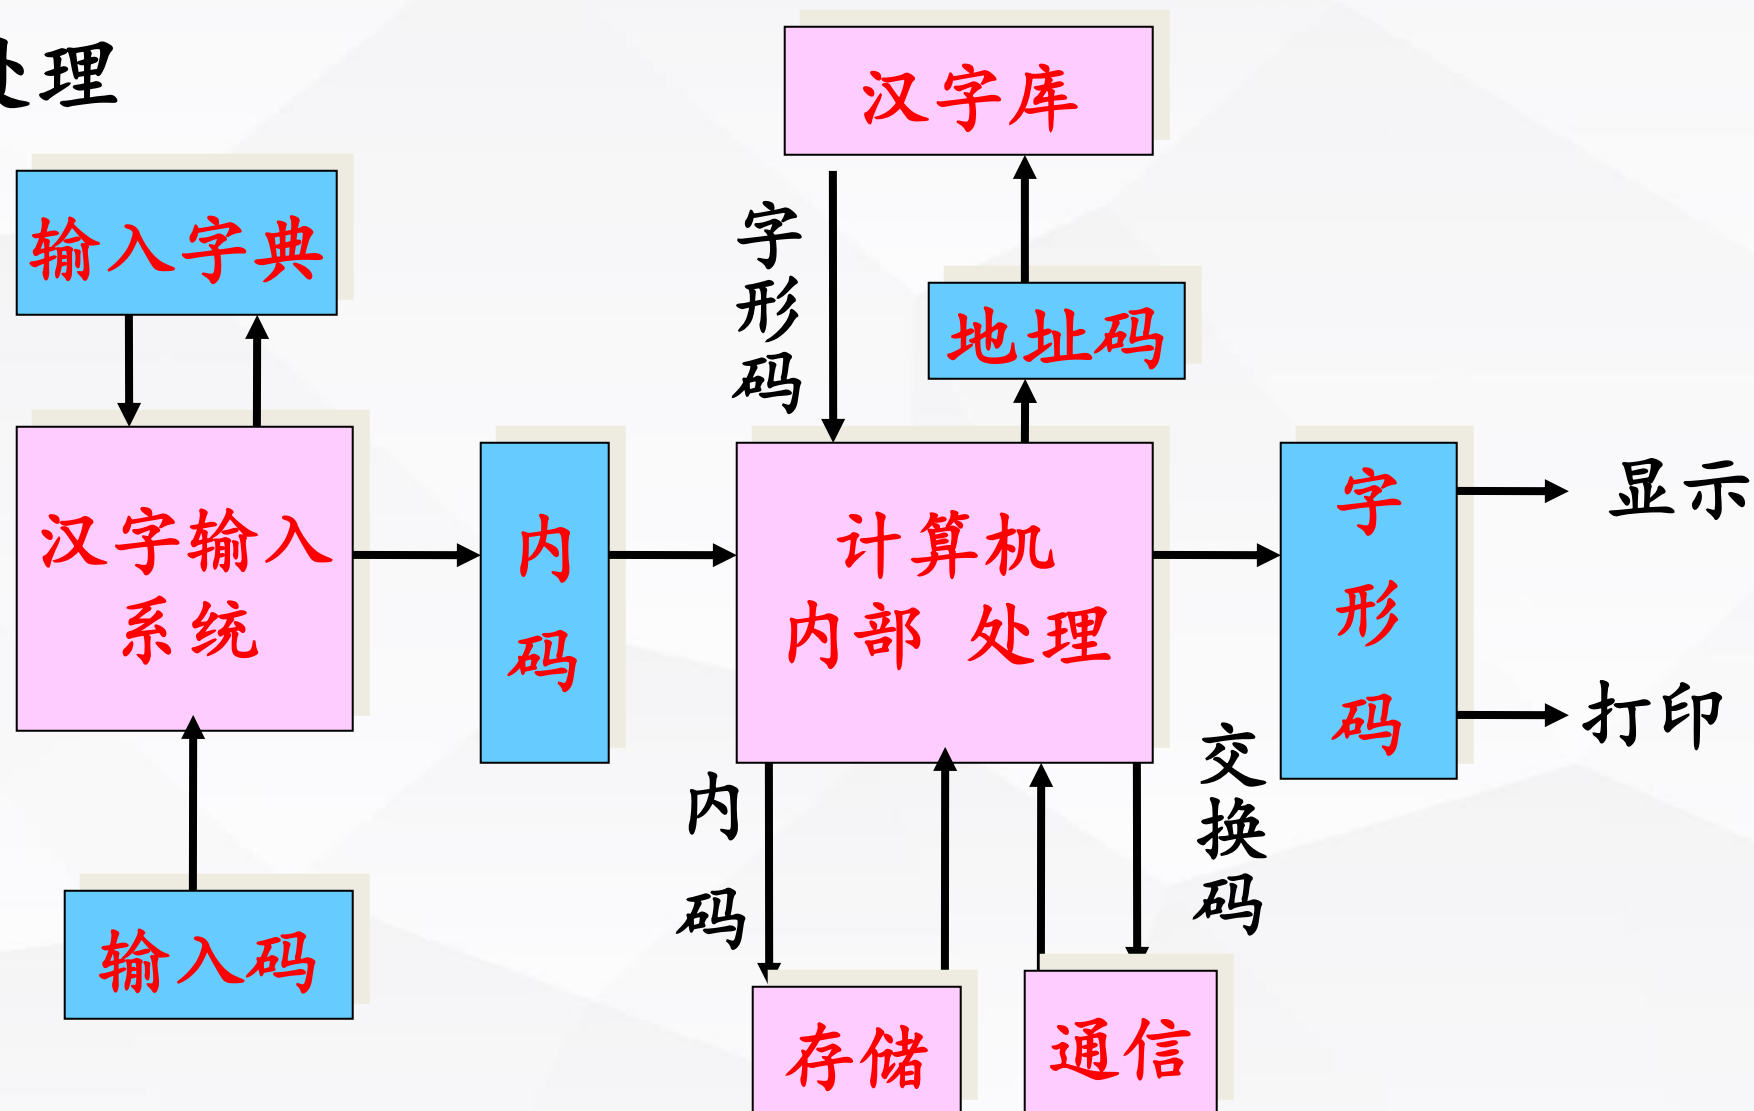 处理
汉字库
输入字典
字形码
地址码
汉字输入
系统
内码
计算机
内部 处理
字形码
显示
打印
内码
交换码
输入码
存储
通信